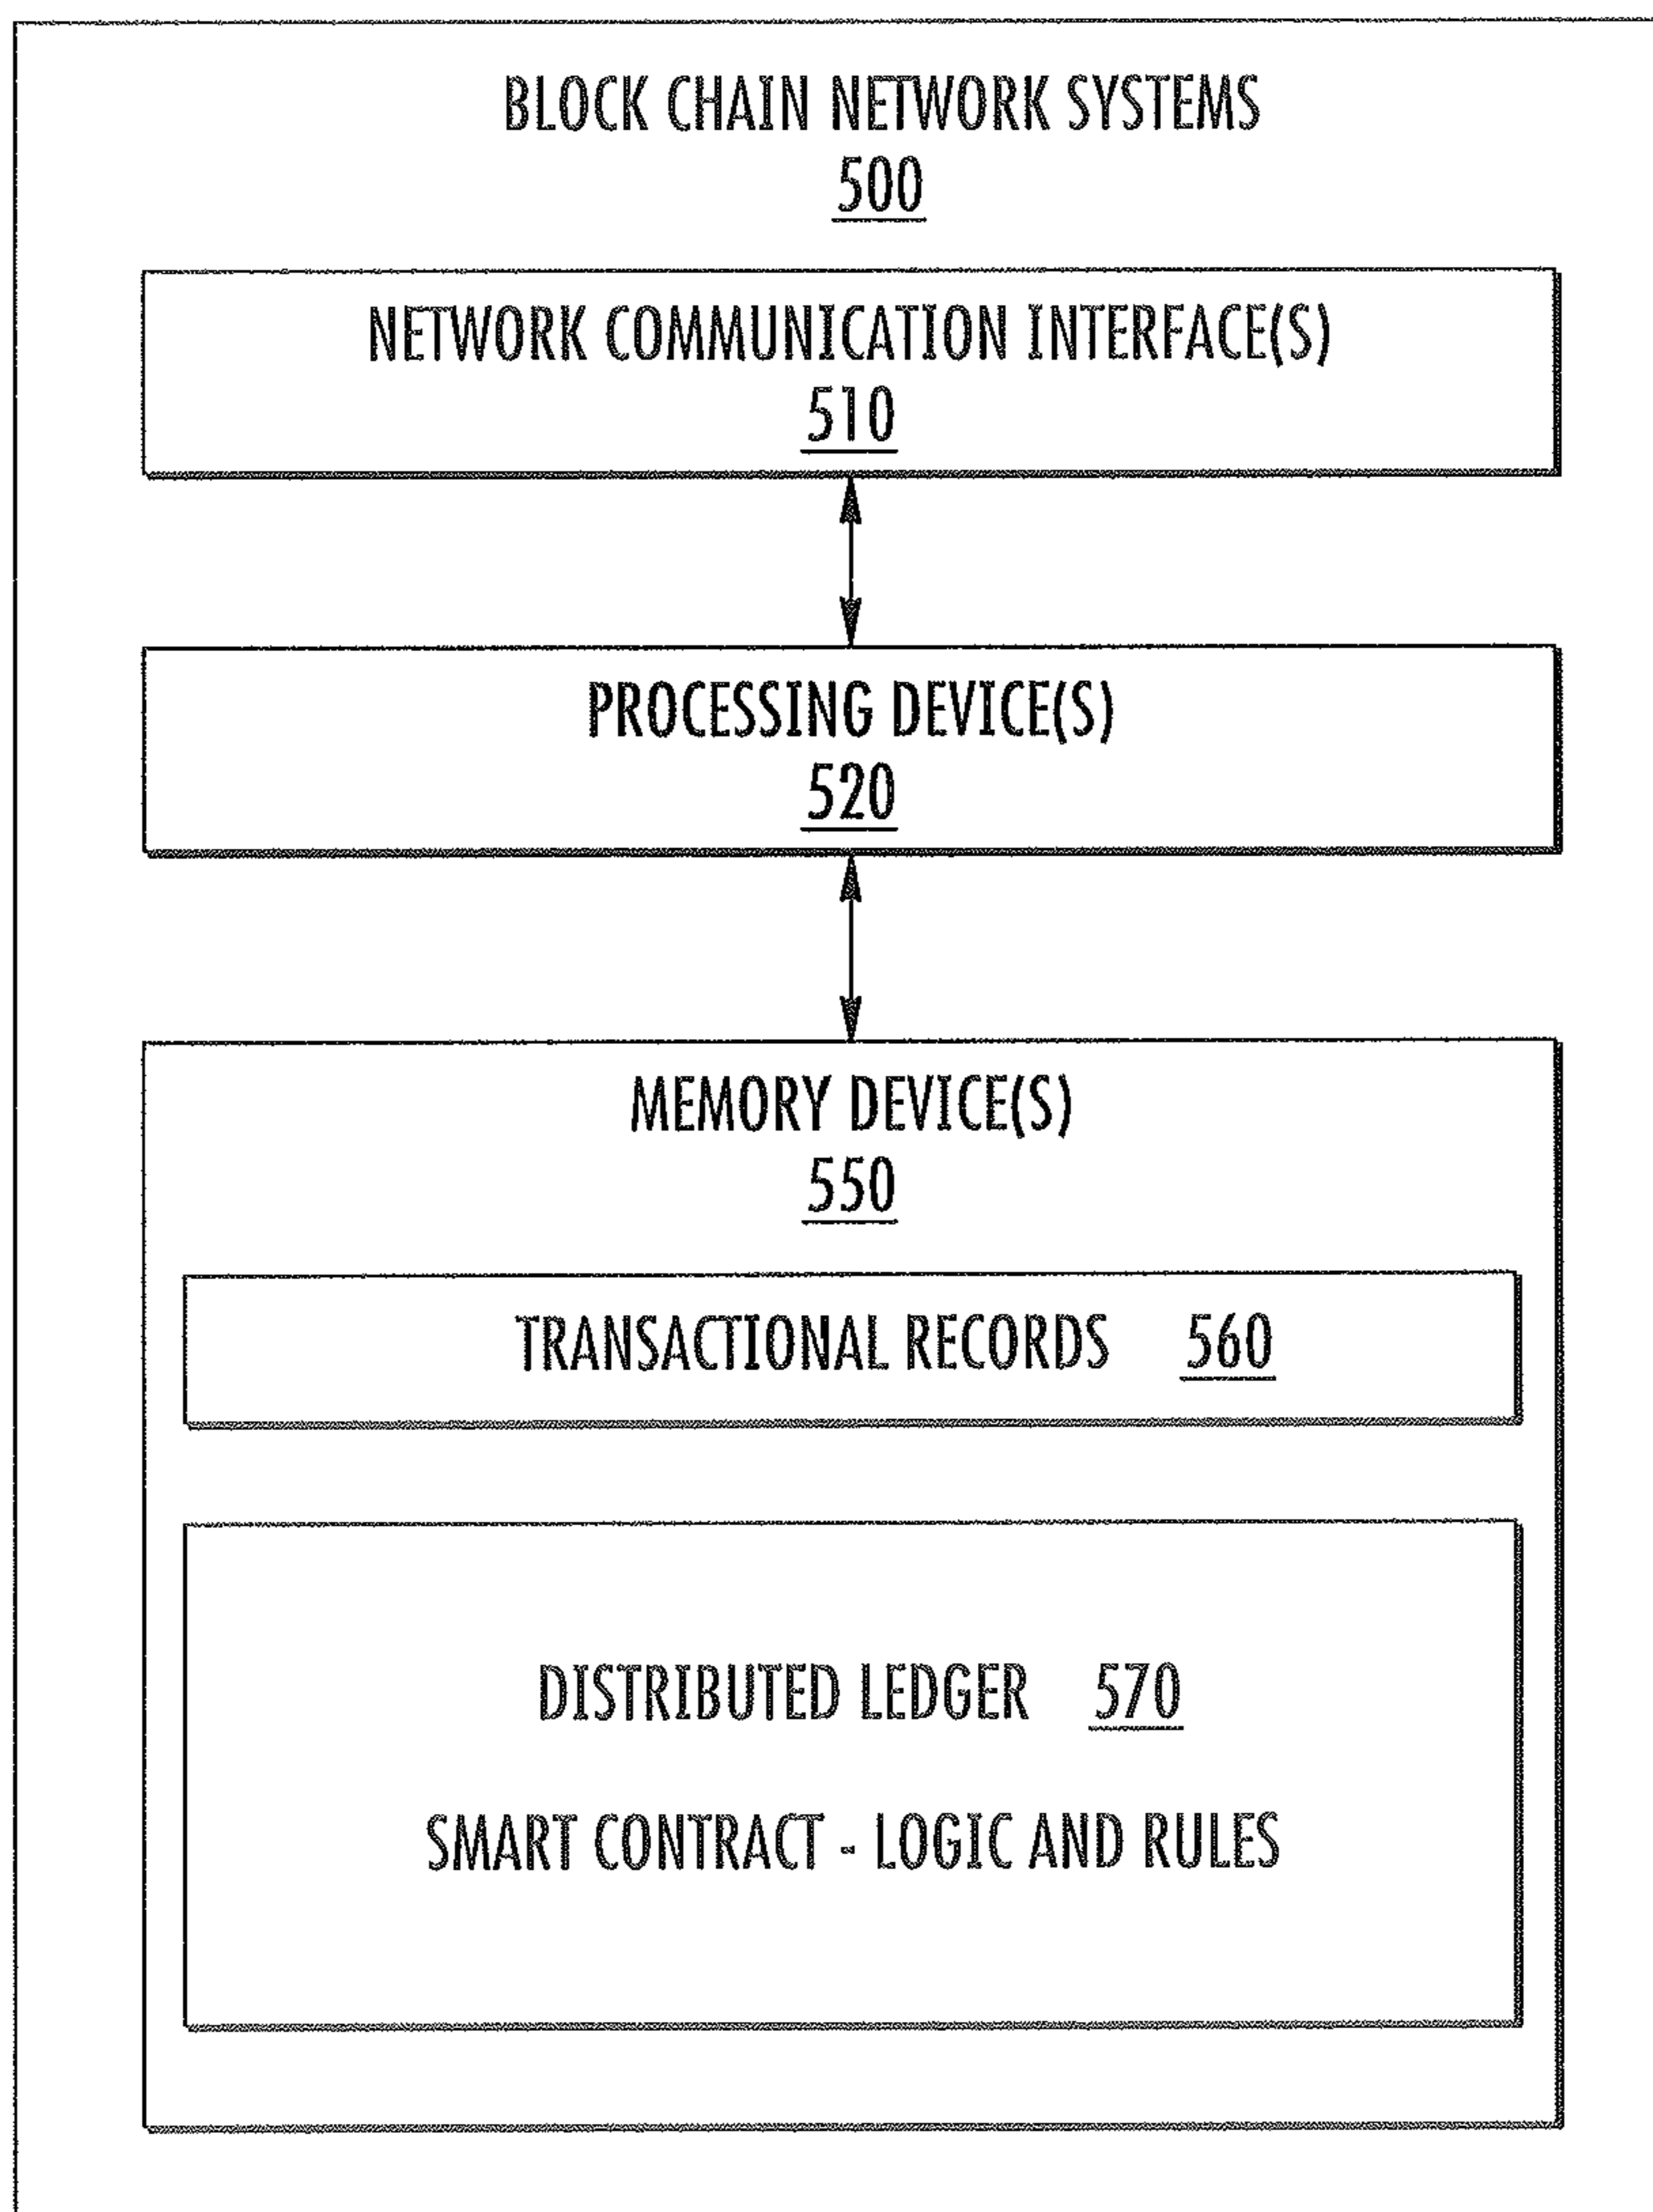 BLOCK CHAIN NETWORK SYSTEMS
500
NETWORK COMMUNICATION INTERFACE(S)
510
PROCESSING DEVICE(S)
520
MEMORY DEVICE(S)
550
TRANSACTIONAL RECORDS 560
DISTRIBUTED LEDGER 570
SMART CONTRACT - LOGIC AND RULES